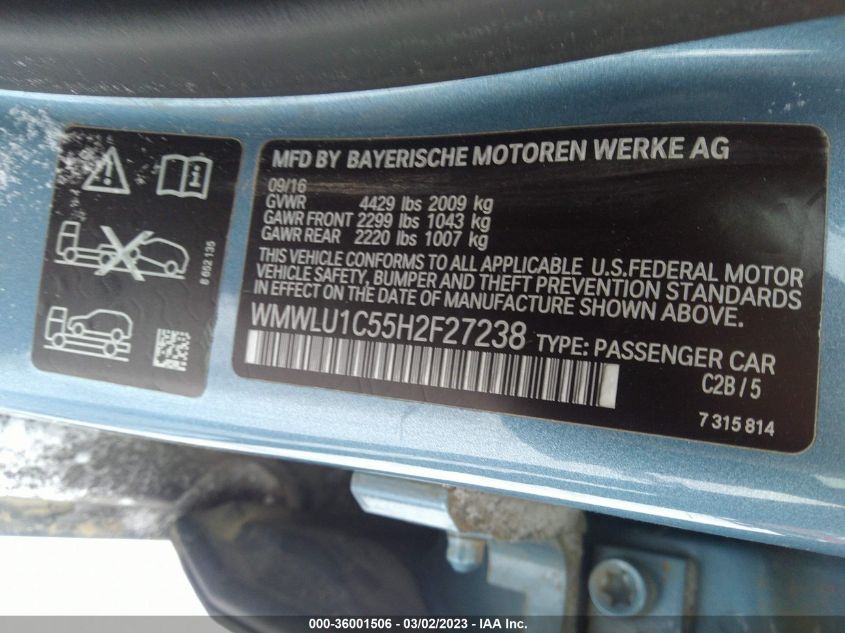 8 652 135
MFD BY BAYERISCHE MOTOREN WERKE AG
09/16
GVWR 4429 lbs 2009 kg
GAWR FRONT 2299 lbs 1043 kg
GAWR REAR 2220 lbs 1007 kg
THIS VEHICLE CONFORMS TO ALL APPLICABLE U.S.FEDERAL MOTOR
VEHICLE SAFETY, BUMPER AND THEFT PREVENTION STANDARDS
IN EFFECT ON THE DATE OF MANUFACTURE SHOWN ABOVE.
WMWLU1C55H2F27238 TYPE: PASSENGER CAR
C2B / 5
7 315 814
000-36001506 - 03/02/2023 - IAA Inc.